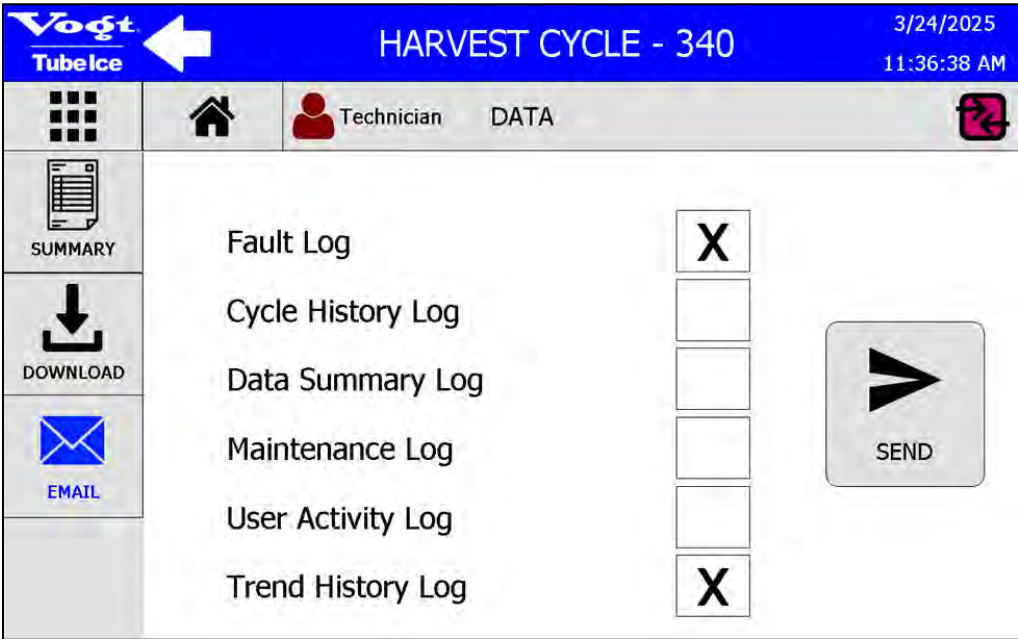 Vogt
Tube Ice
HARVEST CYCLE - 340
3/24/2025
11:36:38 AM
Technician
DATA
SUMMARY
DOWNLOAD
EMAIL
Fault Log
X
Cycle History Log
Data Summary Log
Maintenance Log
User Activity Log
Trend History Log
X
SEND